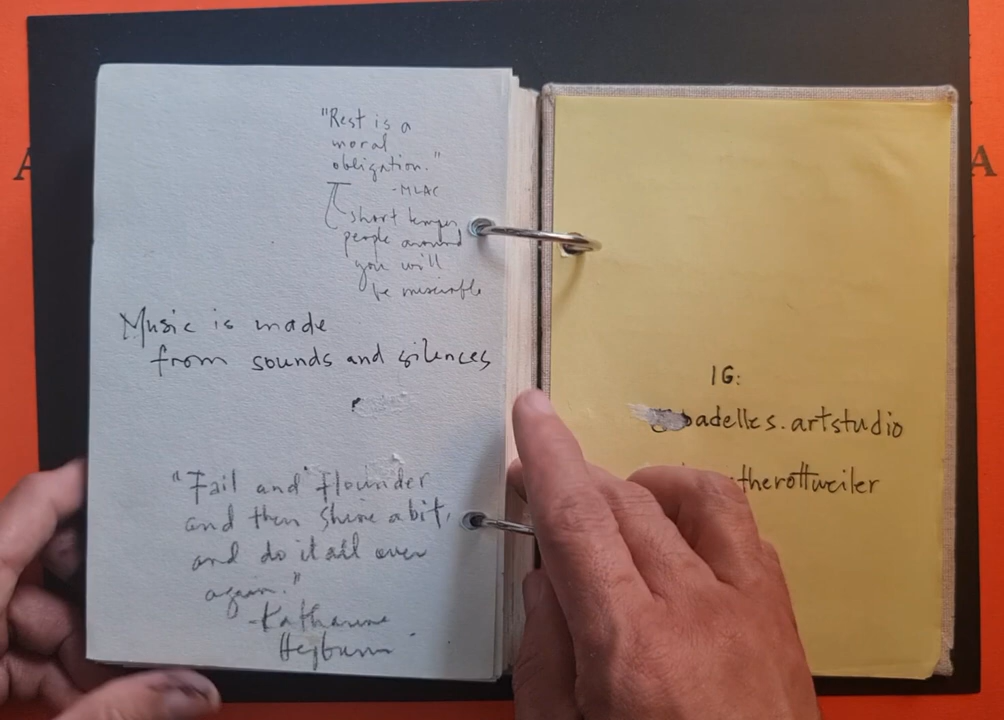 "Rest is a
moral
obligation."
-MLAC
short temper
people around
you will
be miserable
Music is made
from sounds and silences
"Fail and flounder
and then shine a bit,
and do it all over
again."
-Katharine
Hepburn
IG:
badelles.artstudio
therottweiler
A
A